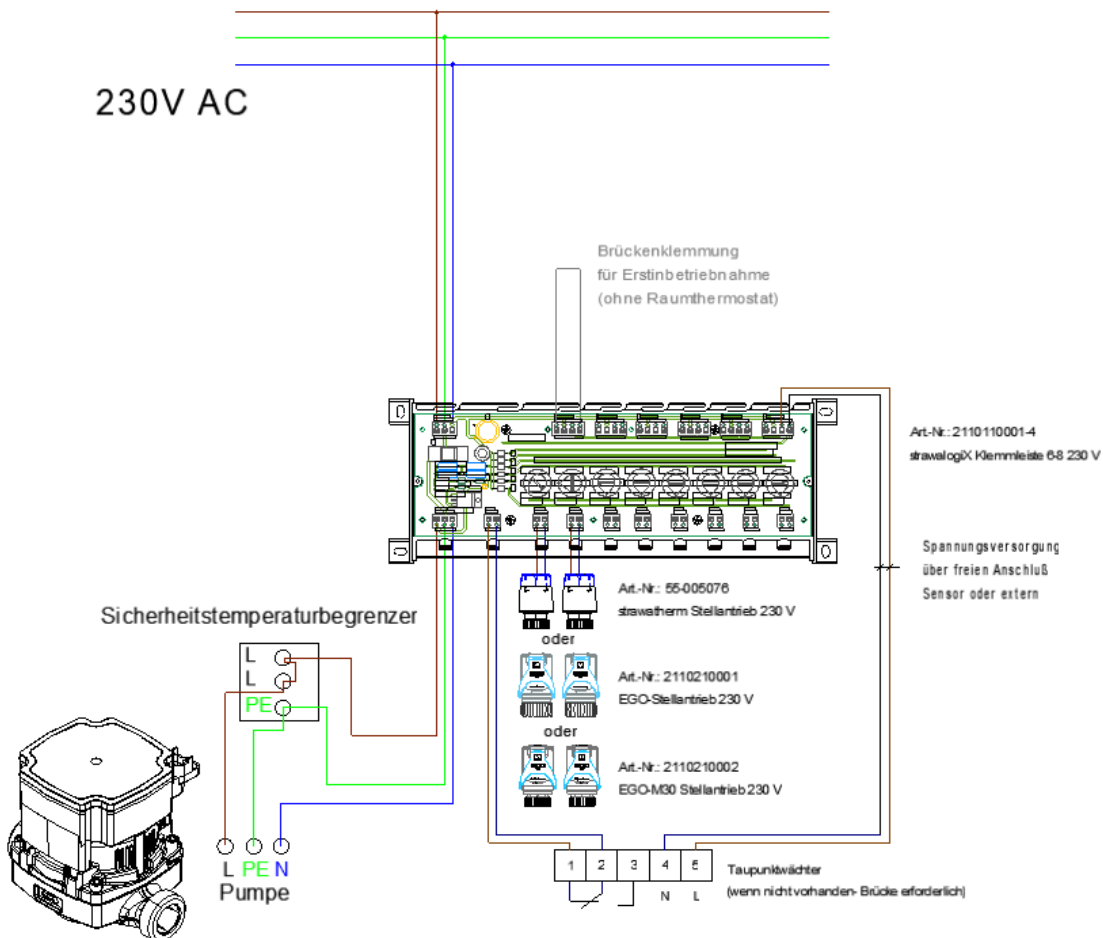 230V AC
Brückenklemmung
für Erstinbetriebnahme
(ohne Raumthermostat)
Art-Nr.: 2110110001-4
strawalogiX Klemmleiste 6-8 230 V
Spannungsversorgung
über freien Anschluß
Sensor oder extern
Art.-Nr.: 55-005076
strawatherm Stellantrieb 230 V
oder
Sicherheitstemperaturbegrenzer
L
L
PE
Art.-Nr.: 2110210001
EGO-Stellantrieb 230 V
oder
Art.-Nr.: 2110210002
EGO-M30 Stellantrieb 230 V
L PE N
Pumpe
1 2 3 4 5
N L
Taupunktwächter
(wenn nicht vorhanden- Brücke erforderlich)